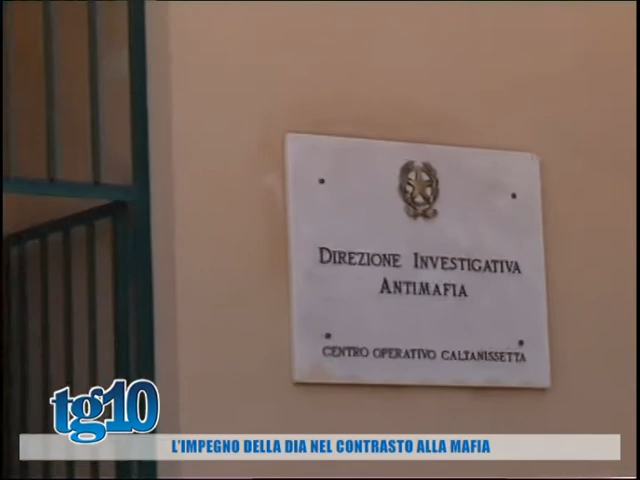 DIREZIONE INVESTIGATIVA
ANTIMAFIA
CENTRO OPERATIVO CALTANISSETTA
tg10
L'IMPEGNO DELLA DIA NEL CONTRASTO ALLA MAFIA